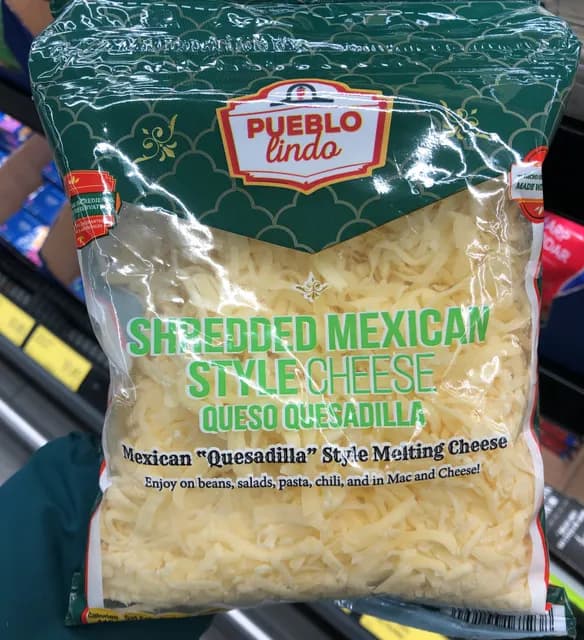 PUEBLO
lindo
SHREDDED MEXICAN
STYLE CHEESE
QUESO QUESADILLA
Mexican "Quesadilla" Style Melting Cheese
Enjoy on beans, salads, pasta, chili, and in Mac and Cheese!